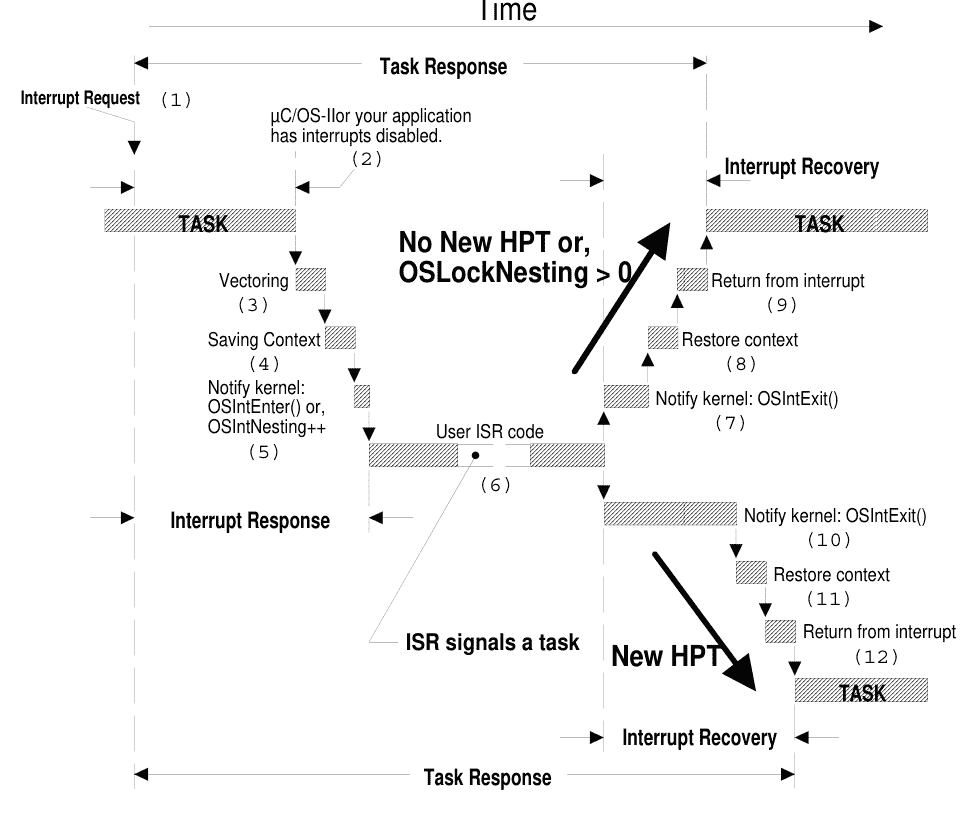 Time
Task Response
Interrupt Request (1)
µC/OS-IIor your application
has interrupts disabled.
(2)
Interrupt Recovery
TASK
TASK
No New HPT or,
OSLockNesting > 0
Vectoring
(3)
Return from interrupt
(9)
Saving Context
(4)
Restore context
(8)
Notify kernel:
OSIntEnter() or,
OSIntNesting++
(5)
Notify kernel: OSIntExit()
(7)
User ISR code
(6)
Interrupt Response
Notify kernel: OSIntExit()
(10)
Restore context
(11)
ISR signals a task
Return from interrupt
(12)
New HPT
TASK
Interrupt Recovery
Task Response